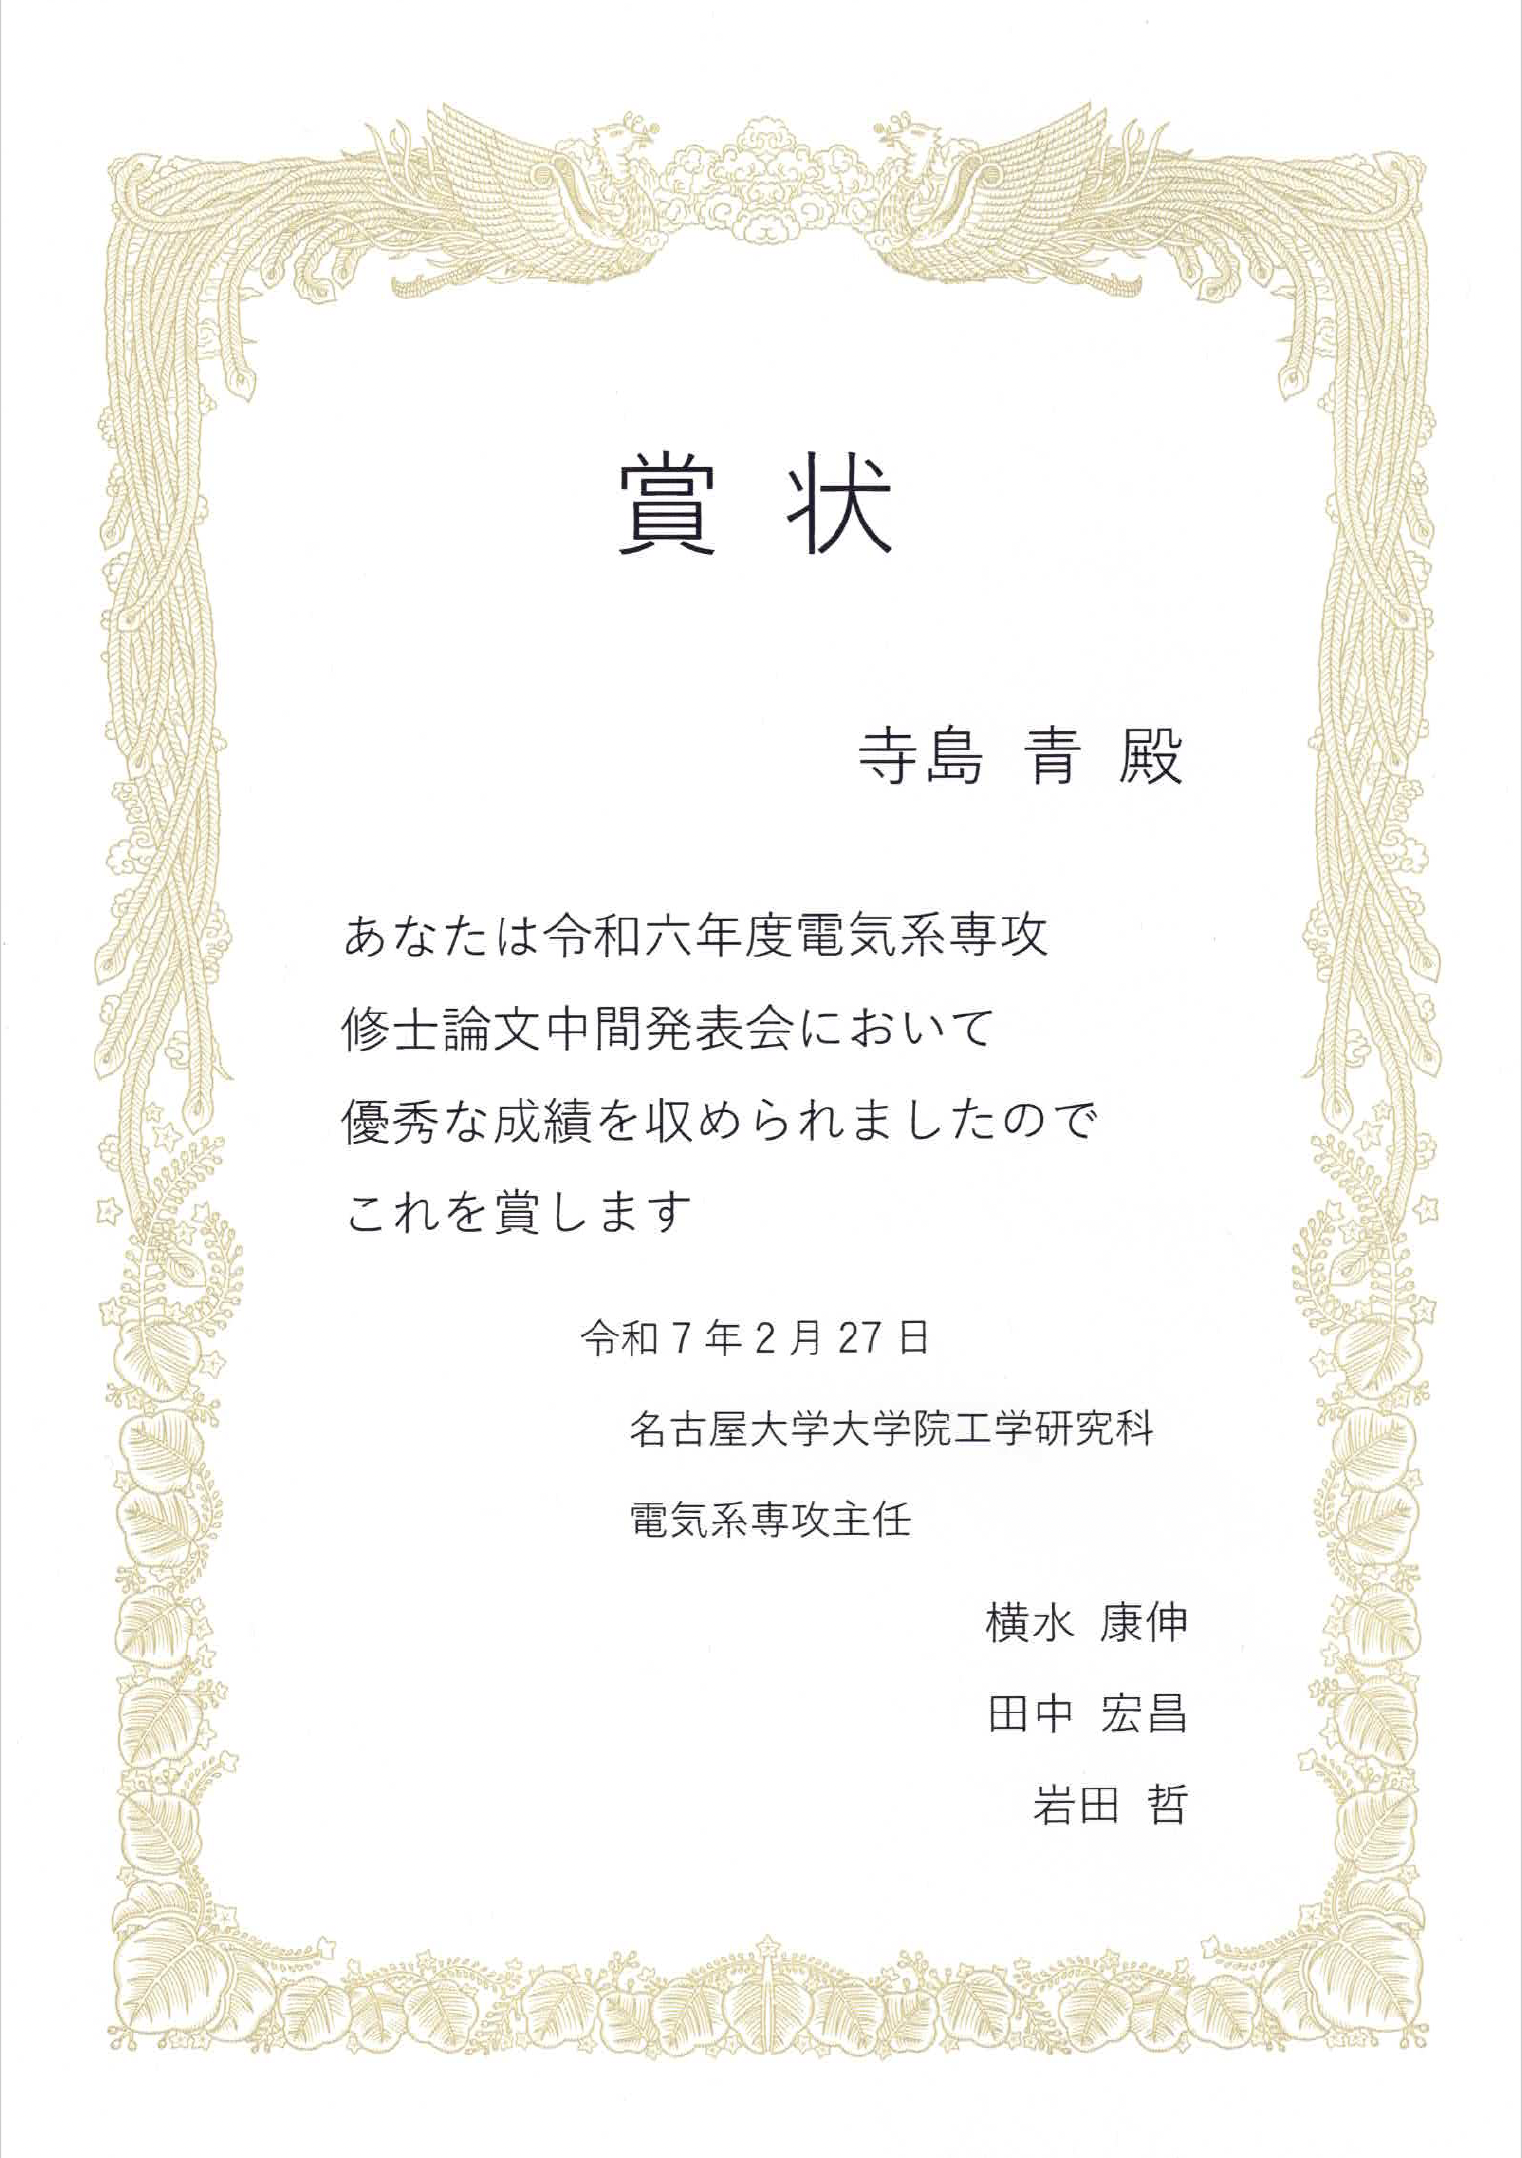 賞状
寺島 青 殿
あなたは令和六年度電気系専攻
修士論文中間発表会において
優秀な成績を収められましたので
これを賞します
令和7年2月27日
名古屋大学大学院工学研究科
電気系専攻主任
横水 康伸
田中 宏昌
岩田 哲